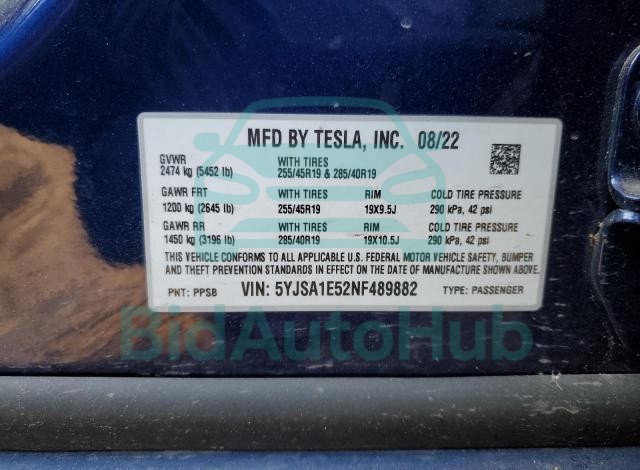 MFD BY TESLA, INC. 08/22
GVWR WITH TIRES
2474 kg (5452 lb) 255/45R19 & 285/40R19
GAWR FRT WITH TIRES RIM COLD TIRE PRESSURE
1200 kg (2645 lb) 255/45R19 19X9.5J 290 kPa, 42 psi
GAWR RR WITH TIRES RIM COLD TIRE PRESSURE
1450 kg (3196 lb) 285/40R19 19X10.5J 290 kPa, 42 psi
THIS VEHICLE CONFORMS TO ALL APPLICABLE U.S. FEDERAL MOTOR VEHICLE SAFETY, BUMPER
AND THEFT PREVENTION STANDARDS IN EFFECT ON THE DATE OF MANUFACTURE SHOWN ABOVE.
PNT: PPSB VIN: 5YJSA1E52NF489882 TYPE: PASSENGER
BidAutoHub